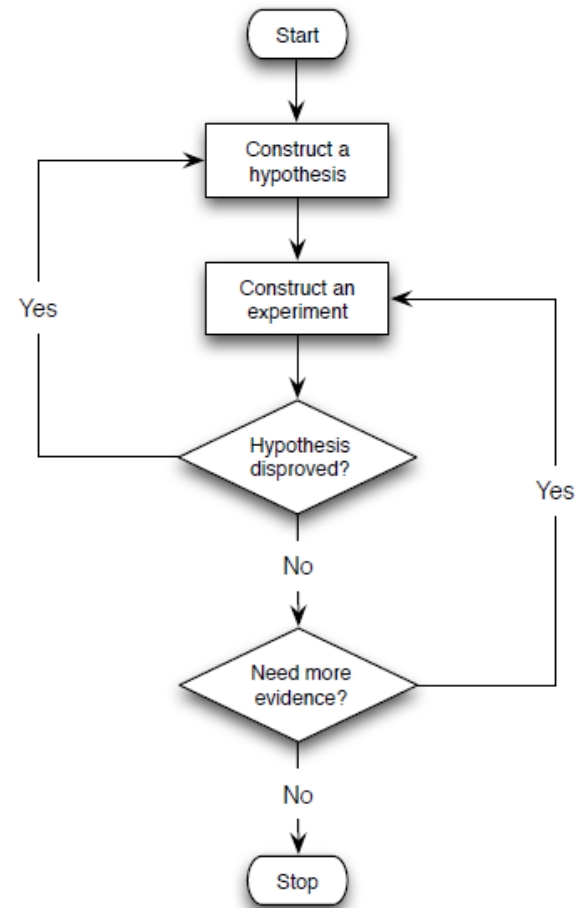 Start
Construct a
hypothesis
Construct an
experiment
Yes
Hypothesis
disproved?
Yes
No
Need more
evidence?
No
Stop